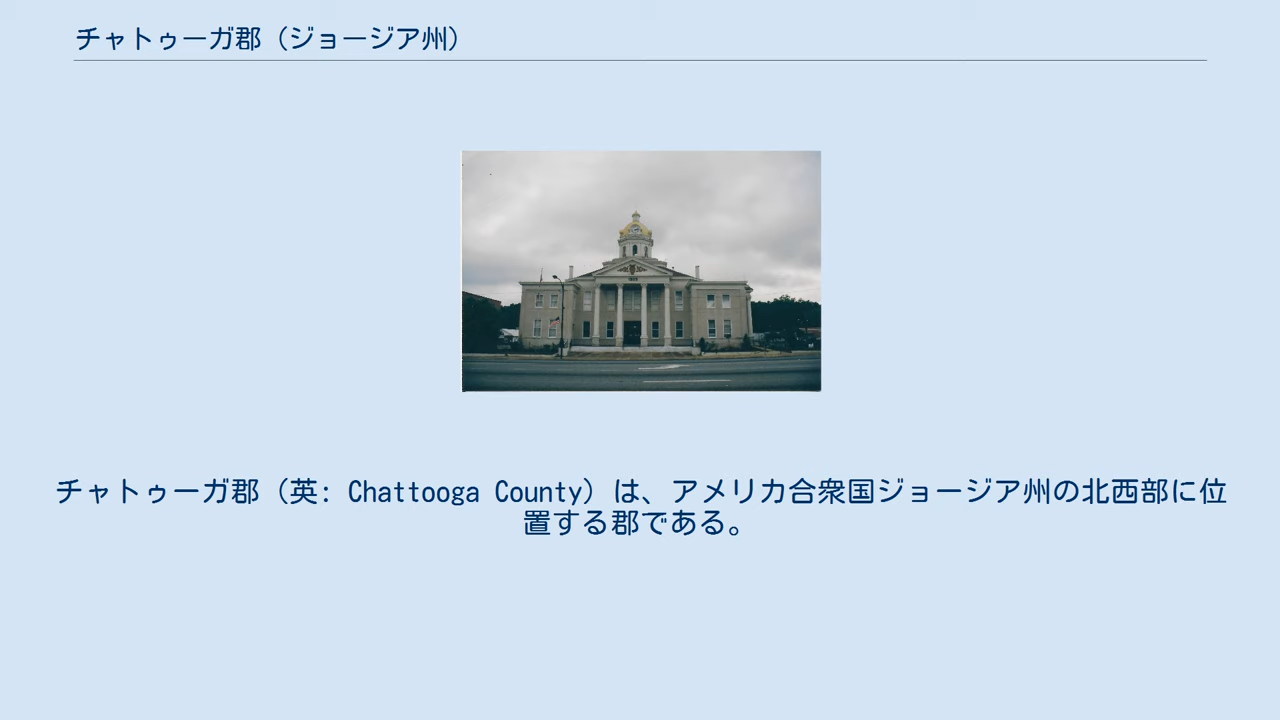 チャトゥーガ郡（ジョージア州）
チャトゥーガ郡（英: Chattooga County）は、アメリカ合衆国ジョージア州の北西部に位
置する郡である。